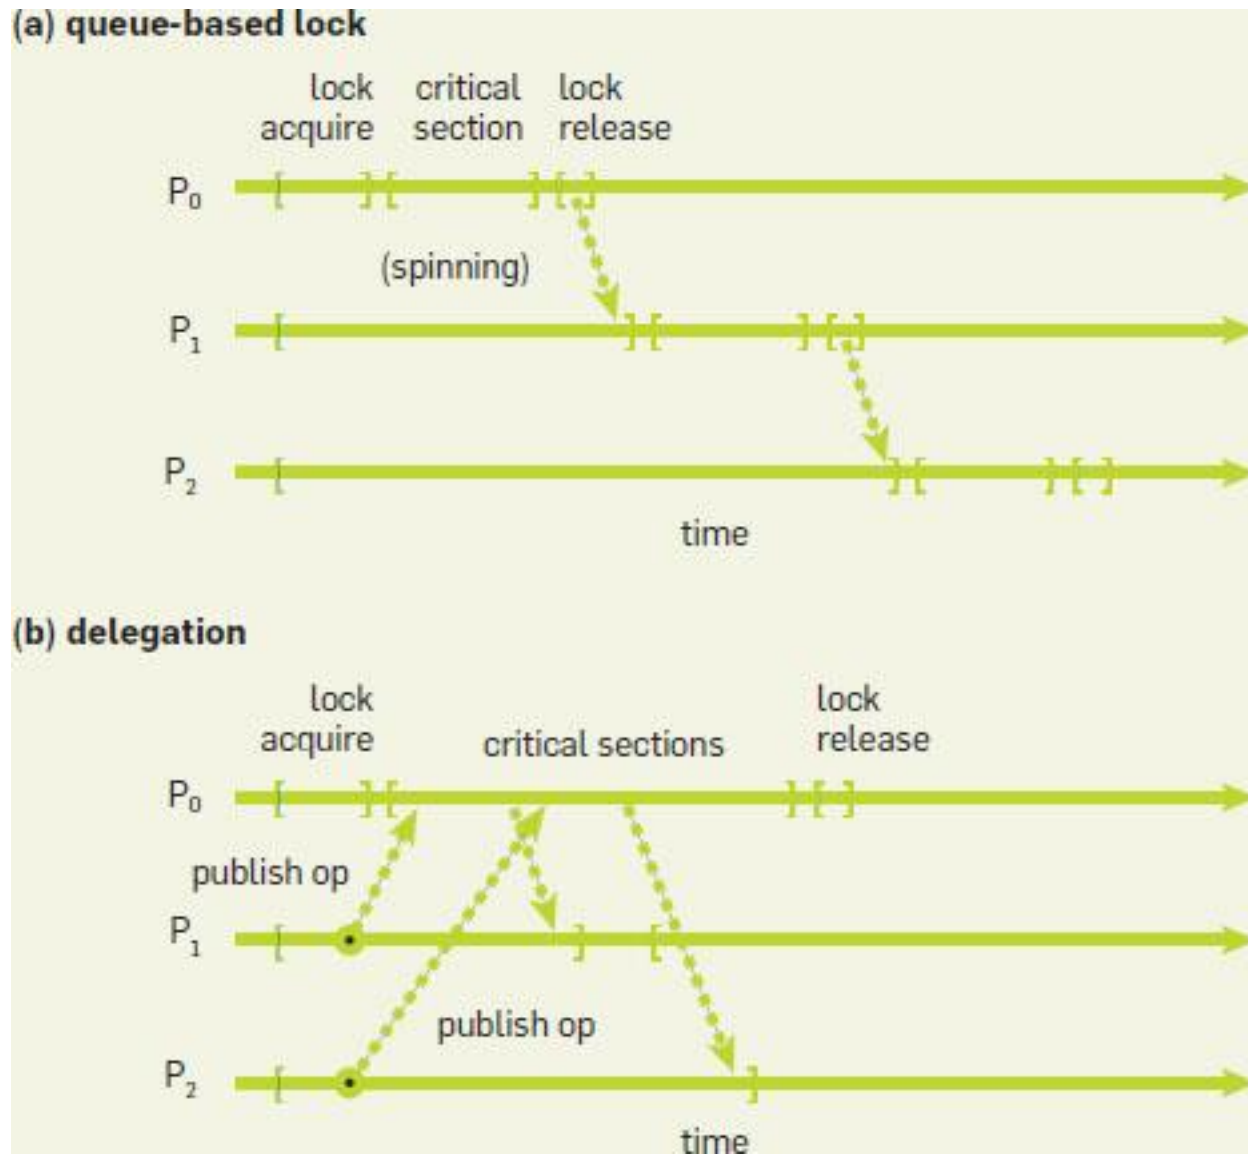 (a) queue-based lock
lock acquire
critical section
lock release
P0
(spinning)
P1
P2
time
(b) delegation
lock acquire
critical sections
lock release
P0
publish op
P1
publish op
P2
time